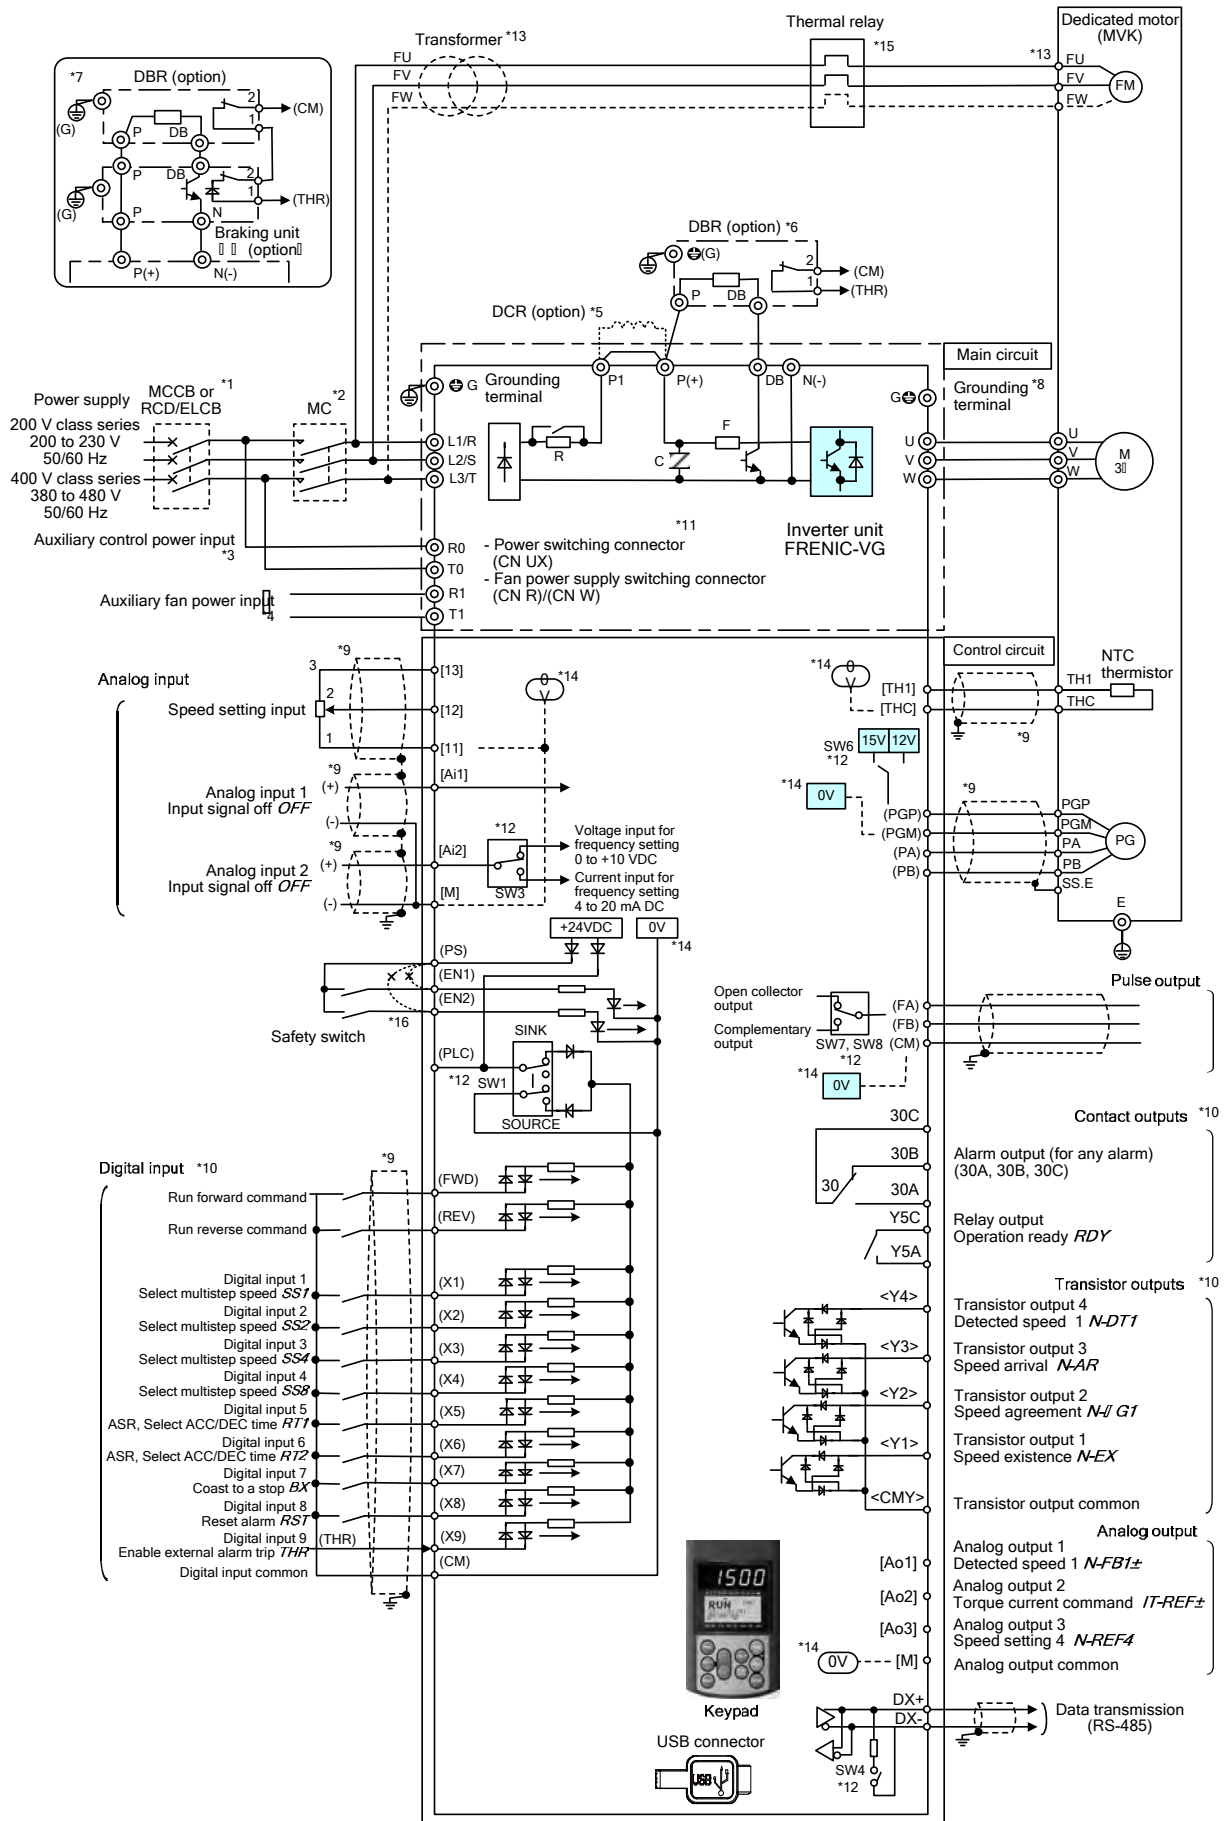 Transformer *13
Thermal relay
*15
*13
Dedicated motor
(MVK)
FU
FV
FW
FU
FV
FW
FM
*7
DBR (option)
(G)
P
DB
2
1
(CM)
P
DB
2
1
(THR)
(G)
P
N
Braking unit
(option
P(+)
N(-)
DBR (option) *6
(G)
2
1
(CM)
(THR)
P
DB
DCR (option) *5
Main circuit
P1
P(+)
DB
N(-)
G
Grounding
terminal
G
Grounding *8
terminal
Power supply
200 V class series
200 to 230 V
50/60 Hz
400 V class series
380 to 480 V
50/60 Hz
MCCB or
RCD/ELCB
*1
MC
*2
L1/R
L2/S
L3/T
R
C
F
U
V
W
U
V
W
M
3
Inverter unit
FRENIC-VG
Auxiliary control power input
*3
R0
T0
*11
- Power switching connector
(CN UX)
- Fan power supply switching connector
(CN R)/(CN W)
Auxiliary fan power input
*4
R1
T1
Control circuit
Analog input
Speed setting input
3
2
1
*9
[13]
[12]
[11]
*14
0
V
Analog input 1
Input signal off OFF
(+)
(-)
*9
[Ai1]
Analog input 2
Input signal off OFF
(+)
(-)
*9
[Ai2]
[M]
*12
SW3
Voltage input for
frequency setting
0 to +10 VDC
Current input for
frequency setting
4 to 20 mA DC
*14
0
V
[TH1]
[THC]
*9
TH1
THC
NTC
thermistor
SW6
*12
15V
12V
*14
0V
(PGP)
(PGM)
(PA)
(PB)
*9
PGP
PGM
PA
PB
SS.E
PG
E
+24VDC
0V
*14
(PS)
(EN1)
(EN2)
*16
Safety switch
(PLC)
*12
SW1
SINK
SOURCE
Open collector
output
Complementary
output
SW7, SW8
*12
(FA)
(FB)
(CM)
*14
0V
Pulse output
30C
30B
30
30A
Y5C
Y5A
Contact outputs *10
Alarm output (for any alarm)
(30A, 30B, 30C)
Relay output
Operation ready RDY
Digital input *10
*9
Run forward command
(FWD)
Run reverse command
(REV)
Digital input 1
Select multistep speed SS1
(X1)
Digital input 2
Select multistep speed SS2
(X2)
Digital input 3
Select multistep speed SS4
(X3)
Digital input 4
Select multistep speed SS8
(X4)
Digital input 5
ASR, Select ACC/DEC time RT1
(X5)
Digital input 6
ASR, Select ACC/DEC time RT2
(X6)
Digital input 7
Coast to a stop BX
(X7)
Digital input 8
Reset alarm RST
(X8)
Digital input 9
Enable external alarm trip THR
(THR)
(X9)
Digital input common
(CM)
Transistor outputs *10
<Y4>
Transistor output 4
Detected speed 1 N-DT1
<Y3>
Transistor output 3
Speed arrival N-AR
<Y2>
Transistor output 2
Speed agreement N- G1
<Y1>
Transistor output 1
Speed existence N-EX
<CMY>
Transistor output common
Analog output
[Ao1]
Analog output 1
Detected speed 1 N-FB1±
[Ao2]
Analog output 2
Torque current command IT-REF±
[Ao3]
Analog output 3
Speed setting 4 N-REF4
*14
0V
[M]
Analog output common
1500
RUN
Keypad
USB connector
USB
DX+
DX-
SW4
*12
Data transmission
(RS-485)